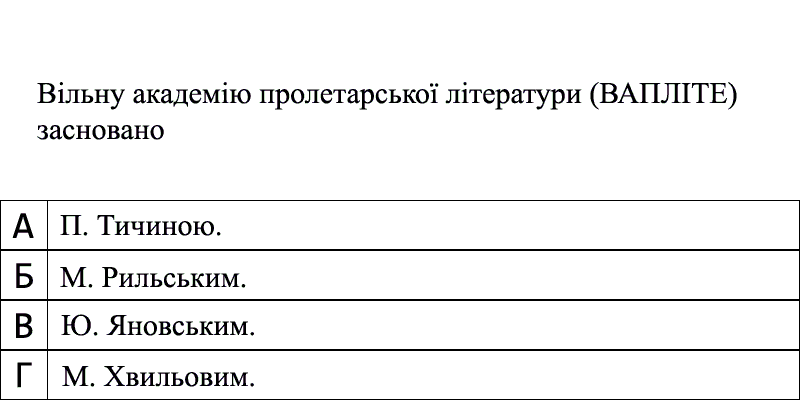 Вільну академію пролетарської літератури (ВАПЛІТЕ)
засновано
А П. Тичиною.
Б М. Рильським.
В Ю. Яновським.
Г М. Хвильовим.